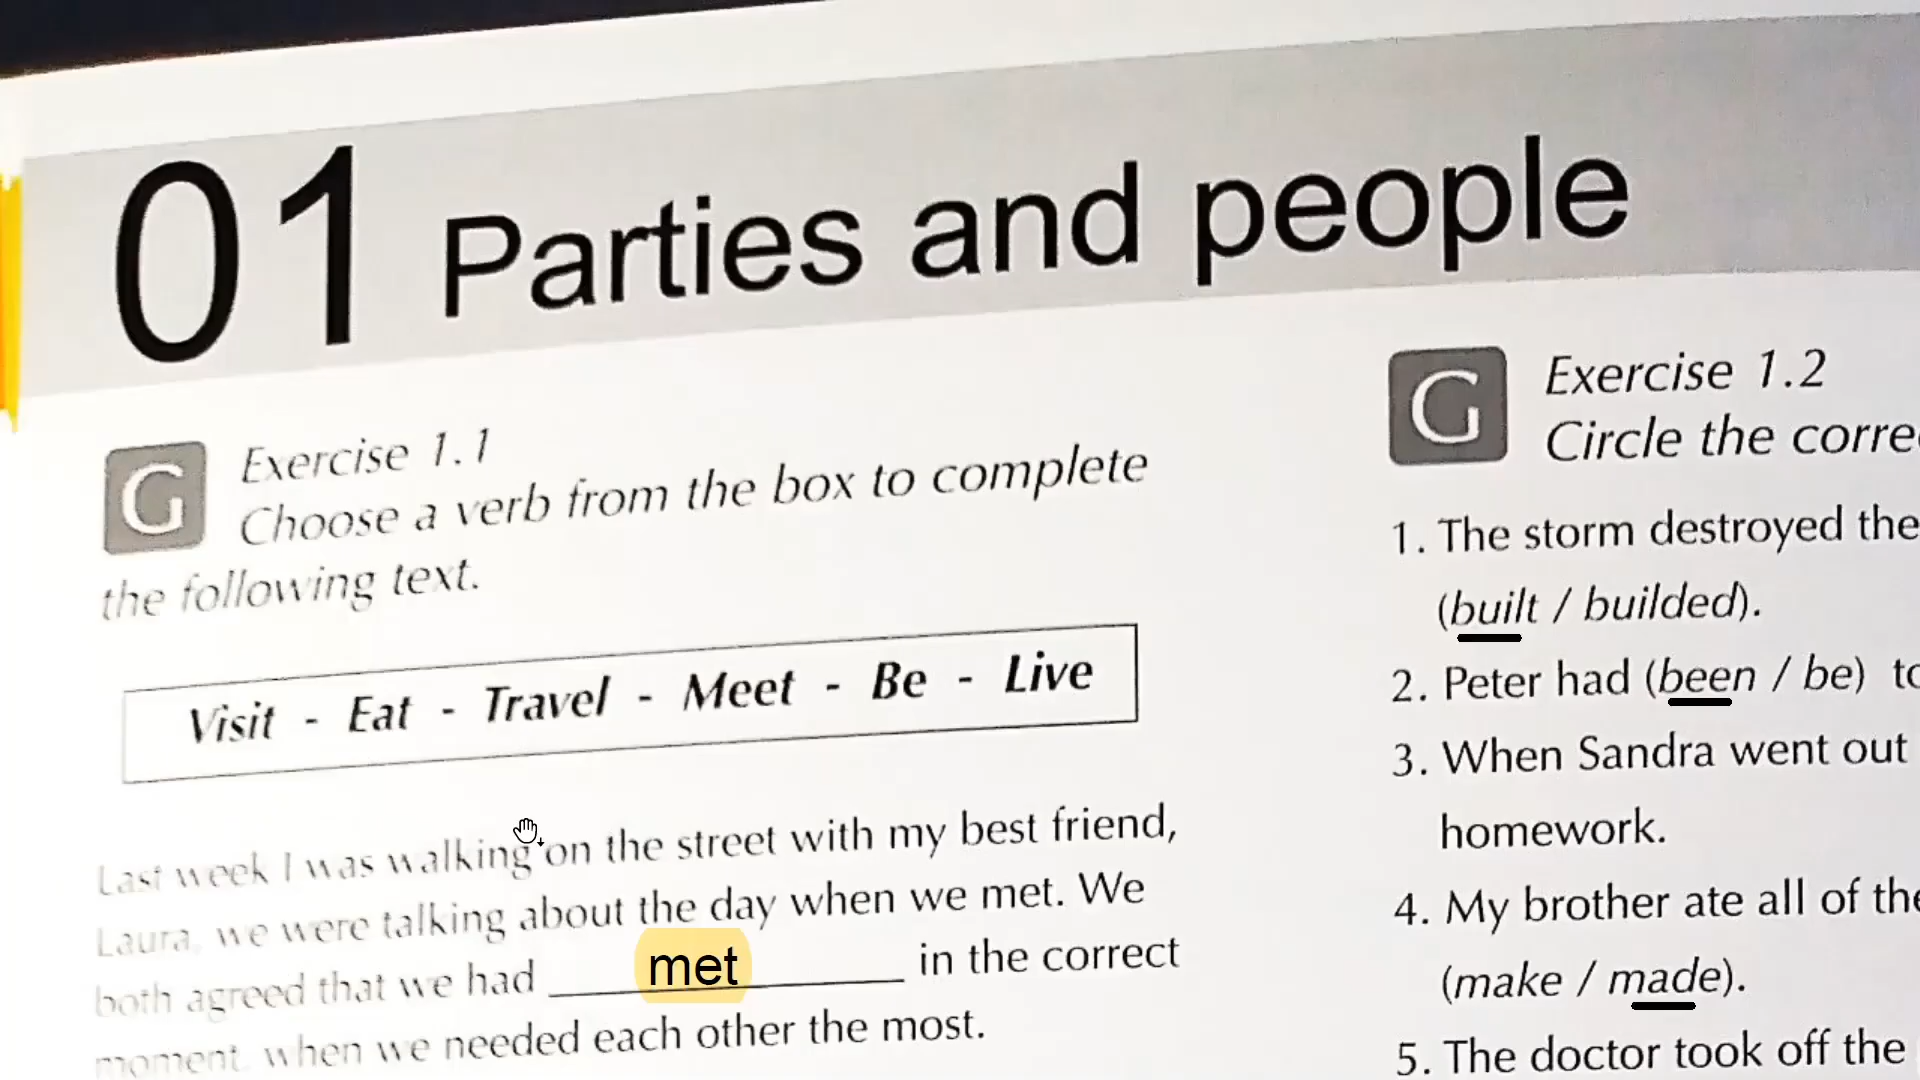 01 Parties and people
G
Exercise 1.1
Choose a verb from the box to complete
the following text.
Visit - Eat - Travel - Meet - Be - Live
Last week I was walking on the street with my best friend,
Laura, we were talking about the day when we met. We
both agreed that we had met in the correct
moment, when we needed each other the most.
G
Exercise 1.2
Circle the
1. The storm destroyed the
(built / builded).
2. Peter had (been / be)
3. When Sandra went out
homework.
4. My brother ate all of the
(make / made).
5. The doctor took off the